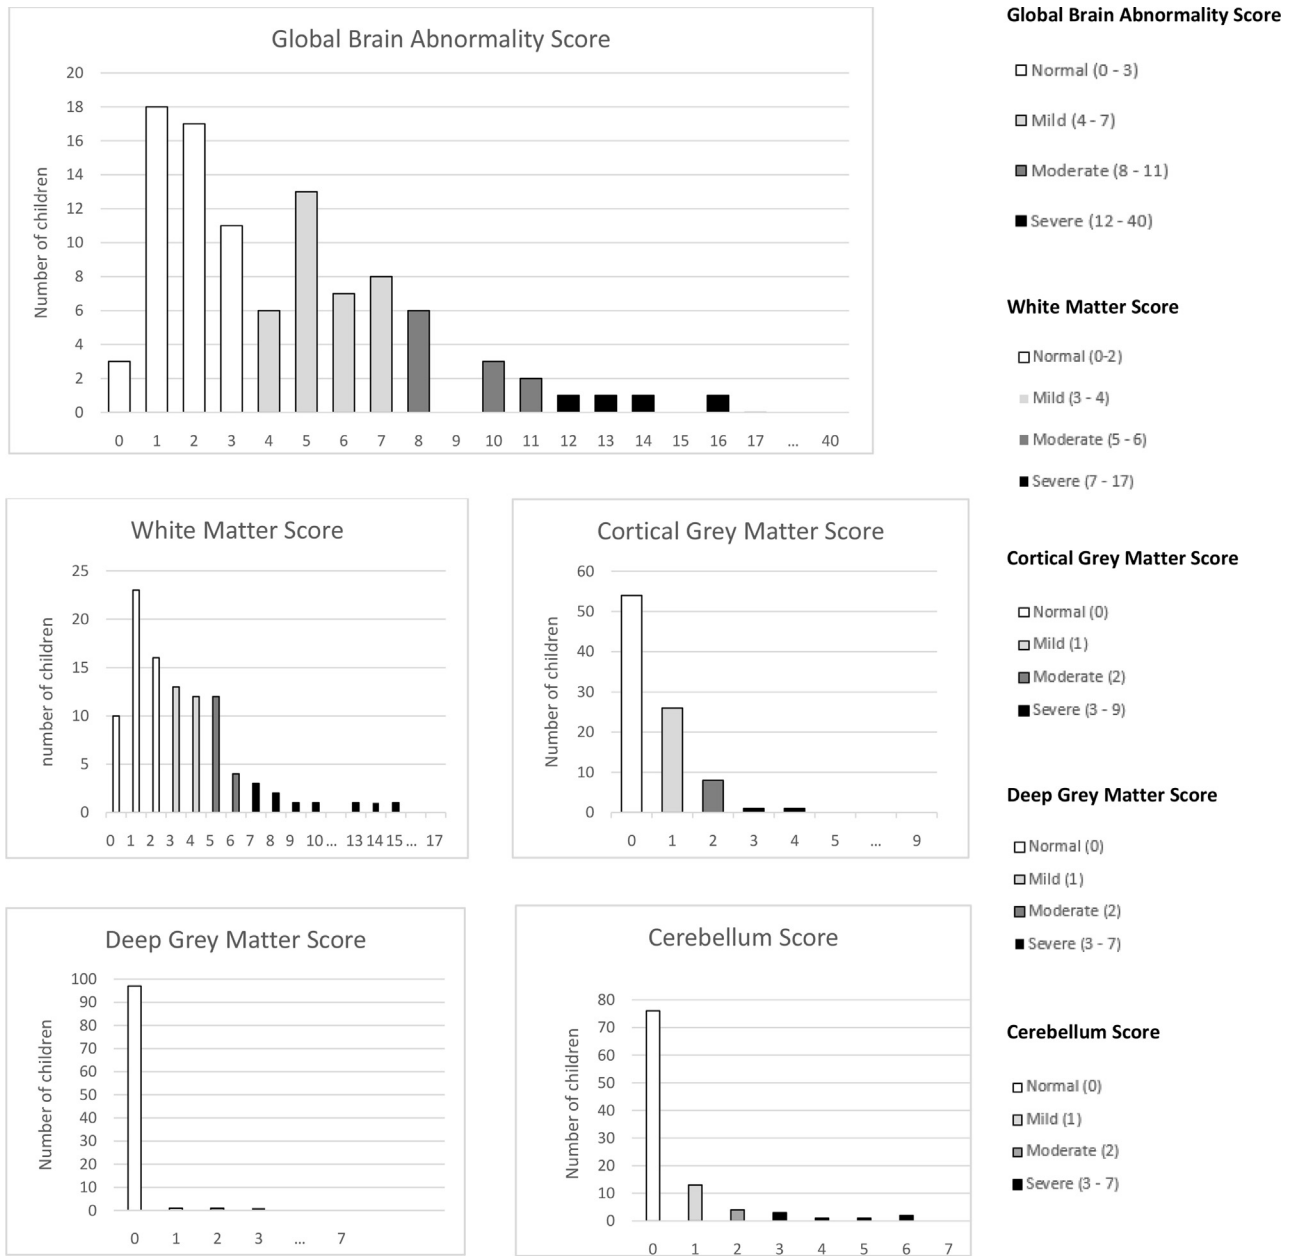 Global Brain Abnormality Score
Number of children
20
18
16
14
12
10
8
6
4
2
0
0 1 2 3 4 5 6 7 8 9 10 11 12 13 14 15 16 17 ... 40
Global Brain Abnormality Score
Normal (0 - 3)
Mild (4 - 7)
Moderate (8 - 11)
Severe (12 - 40)
White Matter Score
Normal (0-2)
Mild (3 - 4)
Moderate (5 - 6)
Severe (7 - 17)
White Matter Score
number of children
25
20
15
10
5
0
0 1 2 3 4 5 6 7 8 9 10 ... 13 14 15 ... 17
Cortical Grey Matter Score
Number of children
60
50
40
30
20
10
0
0 1 2 3 4 5 ... 9
Cortical Grey Matter Score
Normal (0)
Mild (1)
Moderate (2)
Severe (3 - 9)
Deep Grey Matter Score
Normal (0)
Mild (1)
Moderate (2)
Severe (3 - 7)
Deep Grey Matter Score
Number of children
100
90
80
70
60
50
40
30
20
10
0
0 1 2 3 ... 7
Cerebellum Score
Number of children
80
70
60
50
40
30
20
10
0
0 1 2 3 4 5 6 7
Cerebellum Score
Normal (0)
Mild (1)
Moderate (2)
Severe (3 - 7)